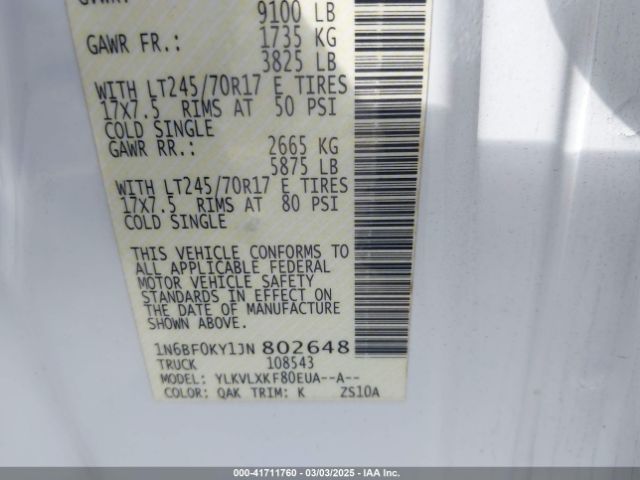 9100 LB
GAWR FR.: 1735 KG
3825 LB
WITH LT245/70R17 E TIRES
17X7.5 RIMS AT 50 PSI
COLD SINGLE
GAWR RR.: 2665 KG
5875 LB
WITH LT245/70R17 E TIRES
17X7.5 RIMS AT 80 PSI
COLD SINGLE
THIS VEHICLE CONFORMS TO
ALL APPLICABLE FEDERAL
MOTOR VEHICLE SAFETY
STANDARDS IN EFFECT ON
THE DATE OF MANUFACTURE
SHOWN ABOVE.
1N6BF0KY1JN 802648
TRUCK 108543
MODEL: YLKVLXKF80EUA--A--
COLOR: QAK TRIM: K ZS10A
000-41711760 - 03/03/2025 - IAA Inc.